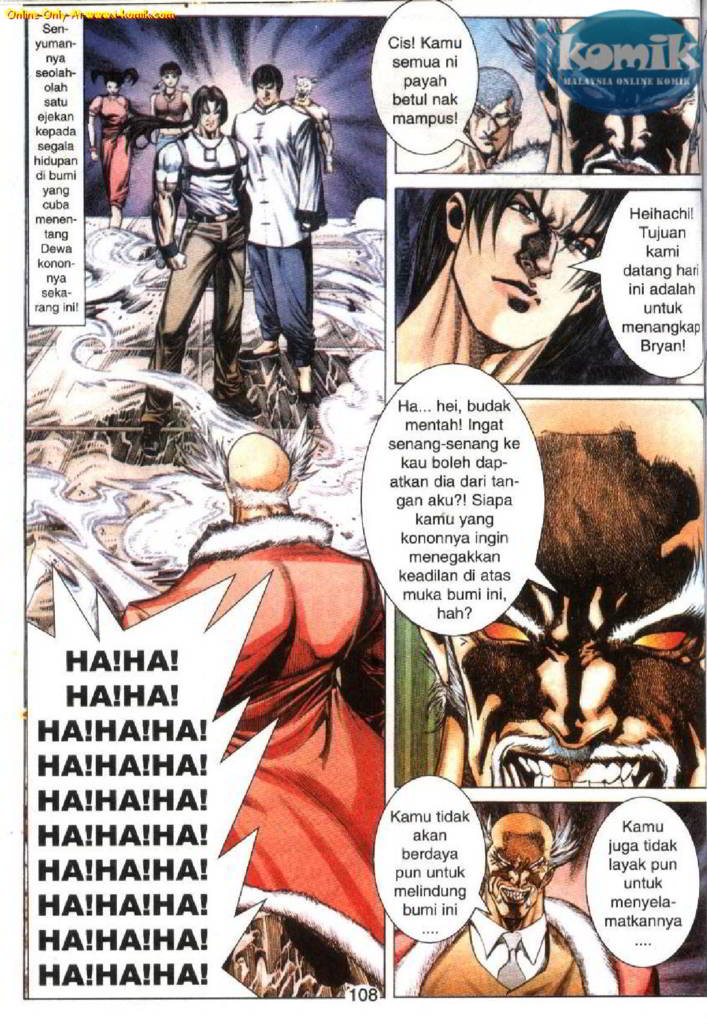 Online Only At www.x-komik.com
Sen-
yuman-
nya
seolah-
olah
satu
ejekan
kepada
segala
hidupan
di bumi
yang
cuba
menen-
tang
Dewa
konon-
nya
seka-
rang ini!
Cis! Kamu
semua ni
payah
betul nak
mampus!
komik
MALAYSIA ONLINE KOMIK
Heihachi!
Tujuan
kami
datang hari
ini adalah
untuk
menangkap
Bryan!
Ha... hei, budak
mentah! Ingat
senang-senang ke
kau boleh dap-
atkan dia dari tan-
gan aku?! Siapa
kamu yang
kononnya ingin
menegakkan
keadilan di atas
muka bumi ini,
hah?
HA!HA!
HA!HA!
HA!HA!HA!
HA!HA!HA!
HA!HA!HA!
HA!HA!HA!
HA!HA!HA!
HA!HA!HA!
HA!HA!HA!
HA!HA!HA!
Kamu tidak
akan
berdaya
pun untuk
melindung
bumi ini
....
Kamu
juga tidak
layak pun
untuk
menyela-
matkannya
....
108